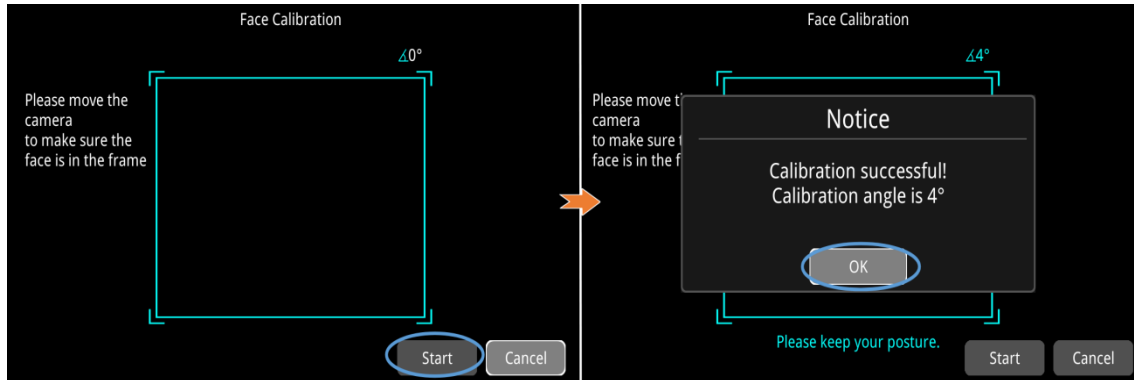 Face Calibration
∡0°
Please move the
camera
to make sure the
face is in the frame
Start
Cancel
Face Calibration
∡4°
Please move t
camera
to make sure t
face is in the f
Notice
Calibration successful!
Calibration angle is 4°
OK
Please keep your posture.
Start
Cancel